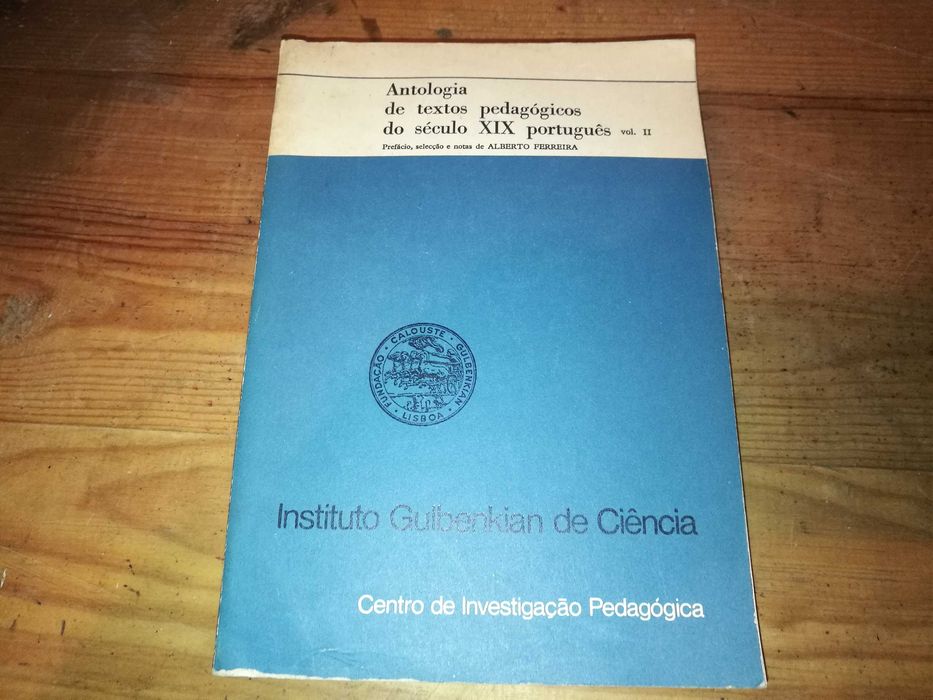 Antologia
de textos pedagógicos
do século XIX português vol. II
Prefácio, selecção e notas de ALBERTO FERREIRA
FUNDAÇÃO · CALOUSTE · GULBENKIAN ·
· LISBOA ·
Instituto Gulbenkian de Ciência
Centro de Investigação Pedagógica